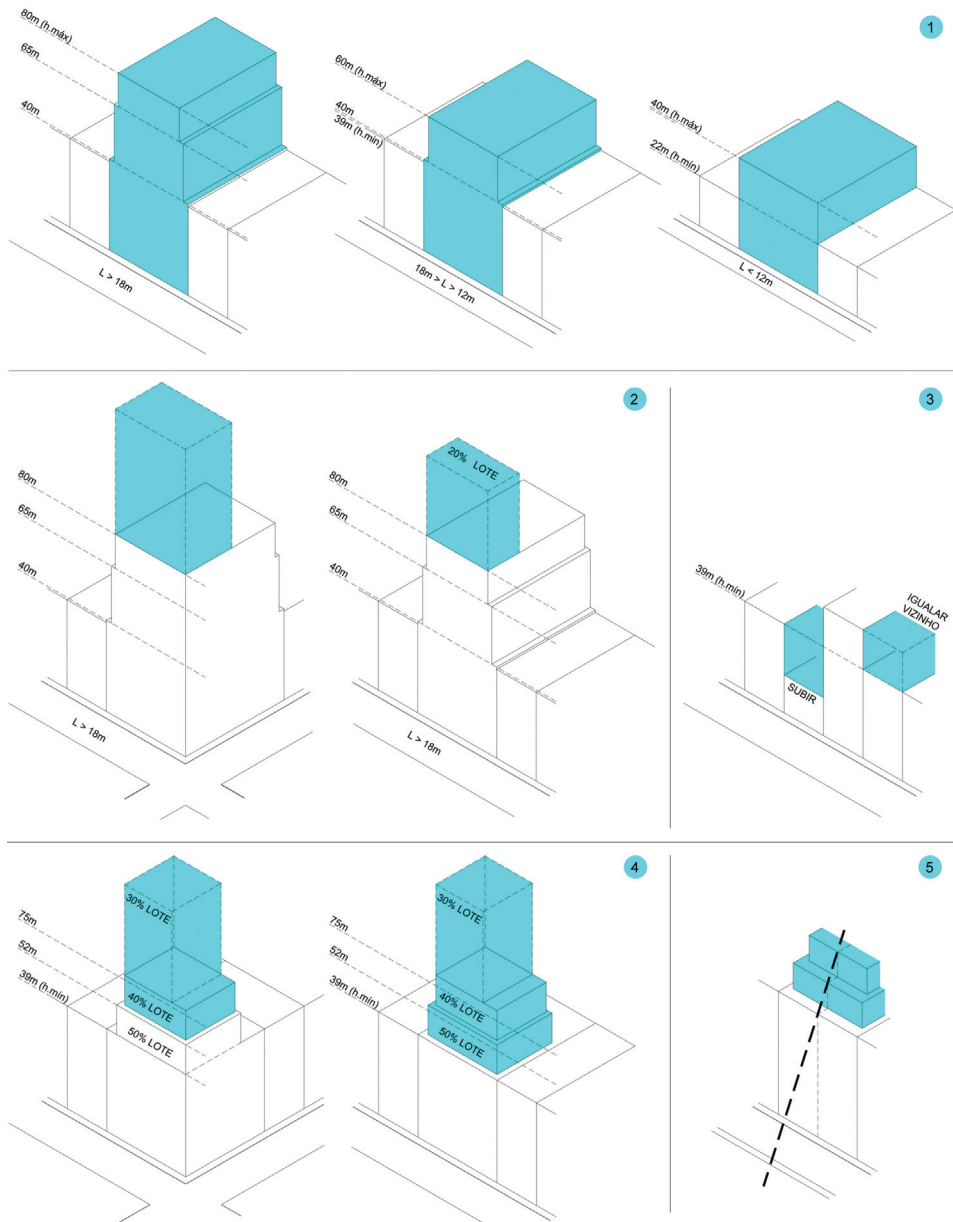 1
80m (h.máx)
65m
40m
L > 18m
60m (h.máx)
40m
39m (h.mín)
18m > L > 12m
40m (h.máx)
22m (h.mín)
L < 12m
2
80m
65m
40m
L > 18m
20% LOTE
80m
65m
40m
L > 18m
3
39m (h.mín)
SUBIR
IGUALAR
VIZINHO
4
30% LOTE
75m
52m
39m (h.mín)
40% LOTE
50% LOTE
30% LOTE
75m
52m
39m (h.mín)
40% LOTE
50% LOTE
5